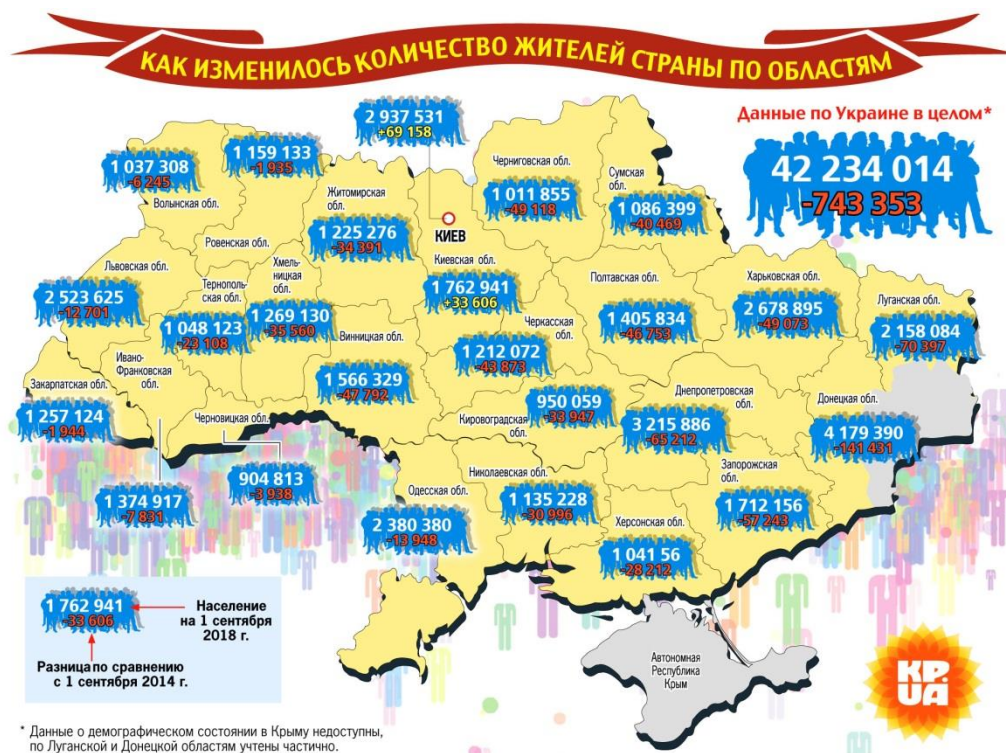 КАК ИЗМЕНИЛОСЬ КОЛИЧЕСТВО ЖИТЕЛЕЙ СТРАНЫ ПО ОБЛАСТЯМ
Данные по Украине в целом*
42 234 014
-743 353
2 937 531
+69 158
КИЕВ
1 037 308
-6 245
Волынская обл.
1 159 133
-1 935
Ровенская обл.
Житомирская
обл.
1 225 276
-34 391
Черниговская обл.
1 011 855
-49 118
Сумская
обл.
1 086 399
-40 469
Львовская обл.
2 523 625
-12 701
Тернополь-
ская обл.
1 048 123
-23 108
Хмель-
ницкая
обл.
1 269 130
-35 560
Киевская обл.
1 762 941
+33 606
Полтавская обл.
1 405 834
-46 753
Харьковская обл.
2 678 895
-49 073
Луганская обл.
2 158 084
-70 397
Винницкая обл.
1 566 329
-47 792
Черкасская
обл.
1 212 072
-43 873
Ивано-
Франковская
обл.
1 374 917
-7 831
Закарпатская обл.
1 257 124
-1 944
Черновицкая обл.
904 813
-3 938
Кировоградская
обл.
950 059
-33 947
Днепропетровская
обл.
3 215 886
-65 212
Донецкая обл.
4 179 390
-141 431
Одесская обл.
2 380 380
-13 948
Николаевская обл.
1 135 228
-30 996
Запорожская
обл.
1 712 156
-57 243
Херсонская обл.
1 041 56
-28 212
Автономная
Республика
Крым
1 762 941
-33 606
Население
на 1 сентября
2018 г.
Разница по сравнению
с 1 сентября 2014 г.
KP.
UA
* Данные о демографическом состоянии в Крыму недоступны,
по Луганской и Донецкой областям учтены частично.